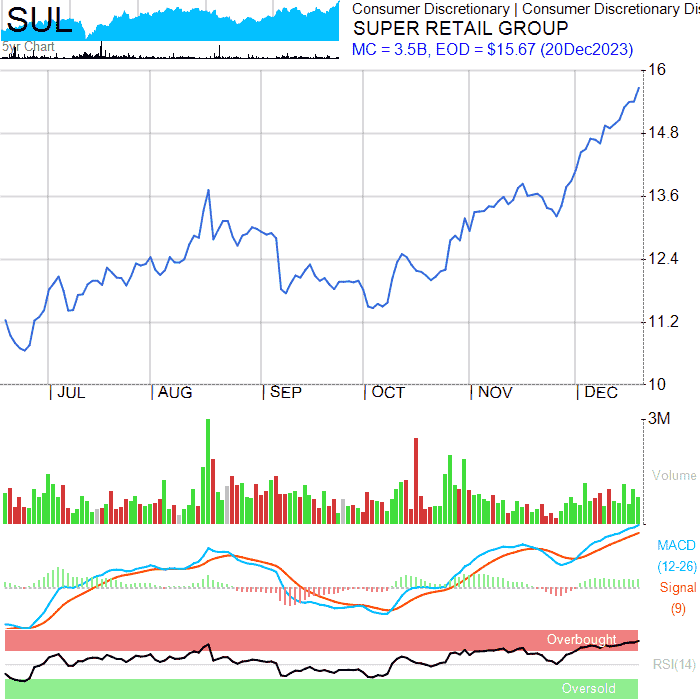 SUL
5yr Chart
Consumer Discretionary | Consumer Discretionary Dis
SUPER RETAIL GROUP
MC = 3.5B, EOD = $15.67 (20Dec2023)
16
14.8
13.6
12.4
11.2
10
JUL AUG SEP OCT NOV DEC
3M
Volume
MACD
(12-26)
Signal
(9)
Overbought
RSI(14)
Oversold